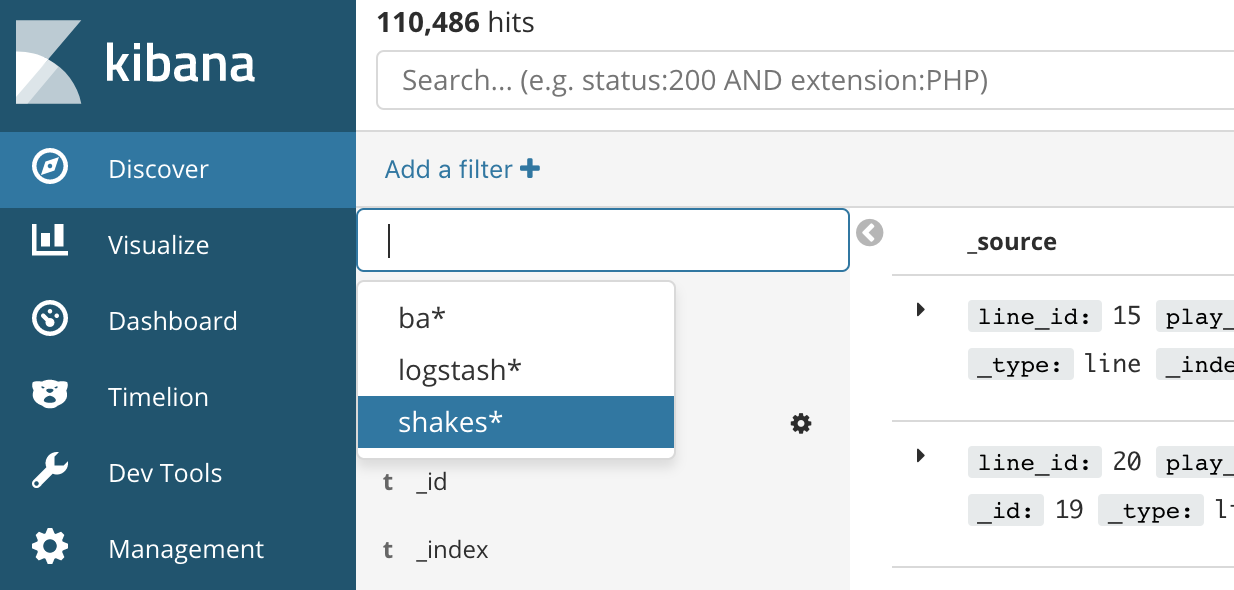 kibana
Discover
Visualize
Dashboard
Timelion
Dev Tools
Management
110,486 hits
Search... (e.g. status:200 AND extension:PHP)
Add a filter
ba*
logstash*
shakes*
t _id
t _index
_source
line_id: 15 play_
_type: line _inde
line_id: 20 play_
_id: 19 _type: li